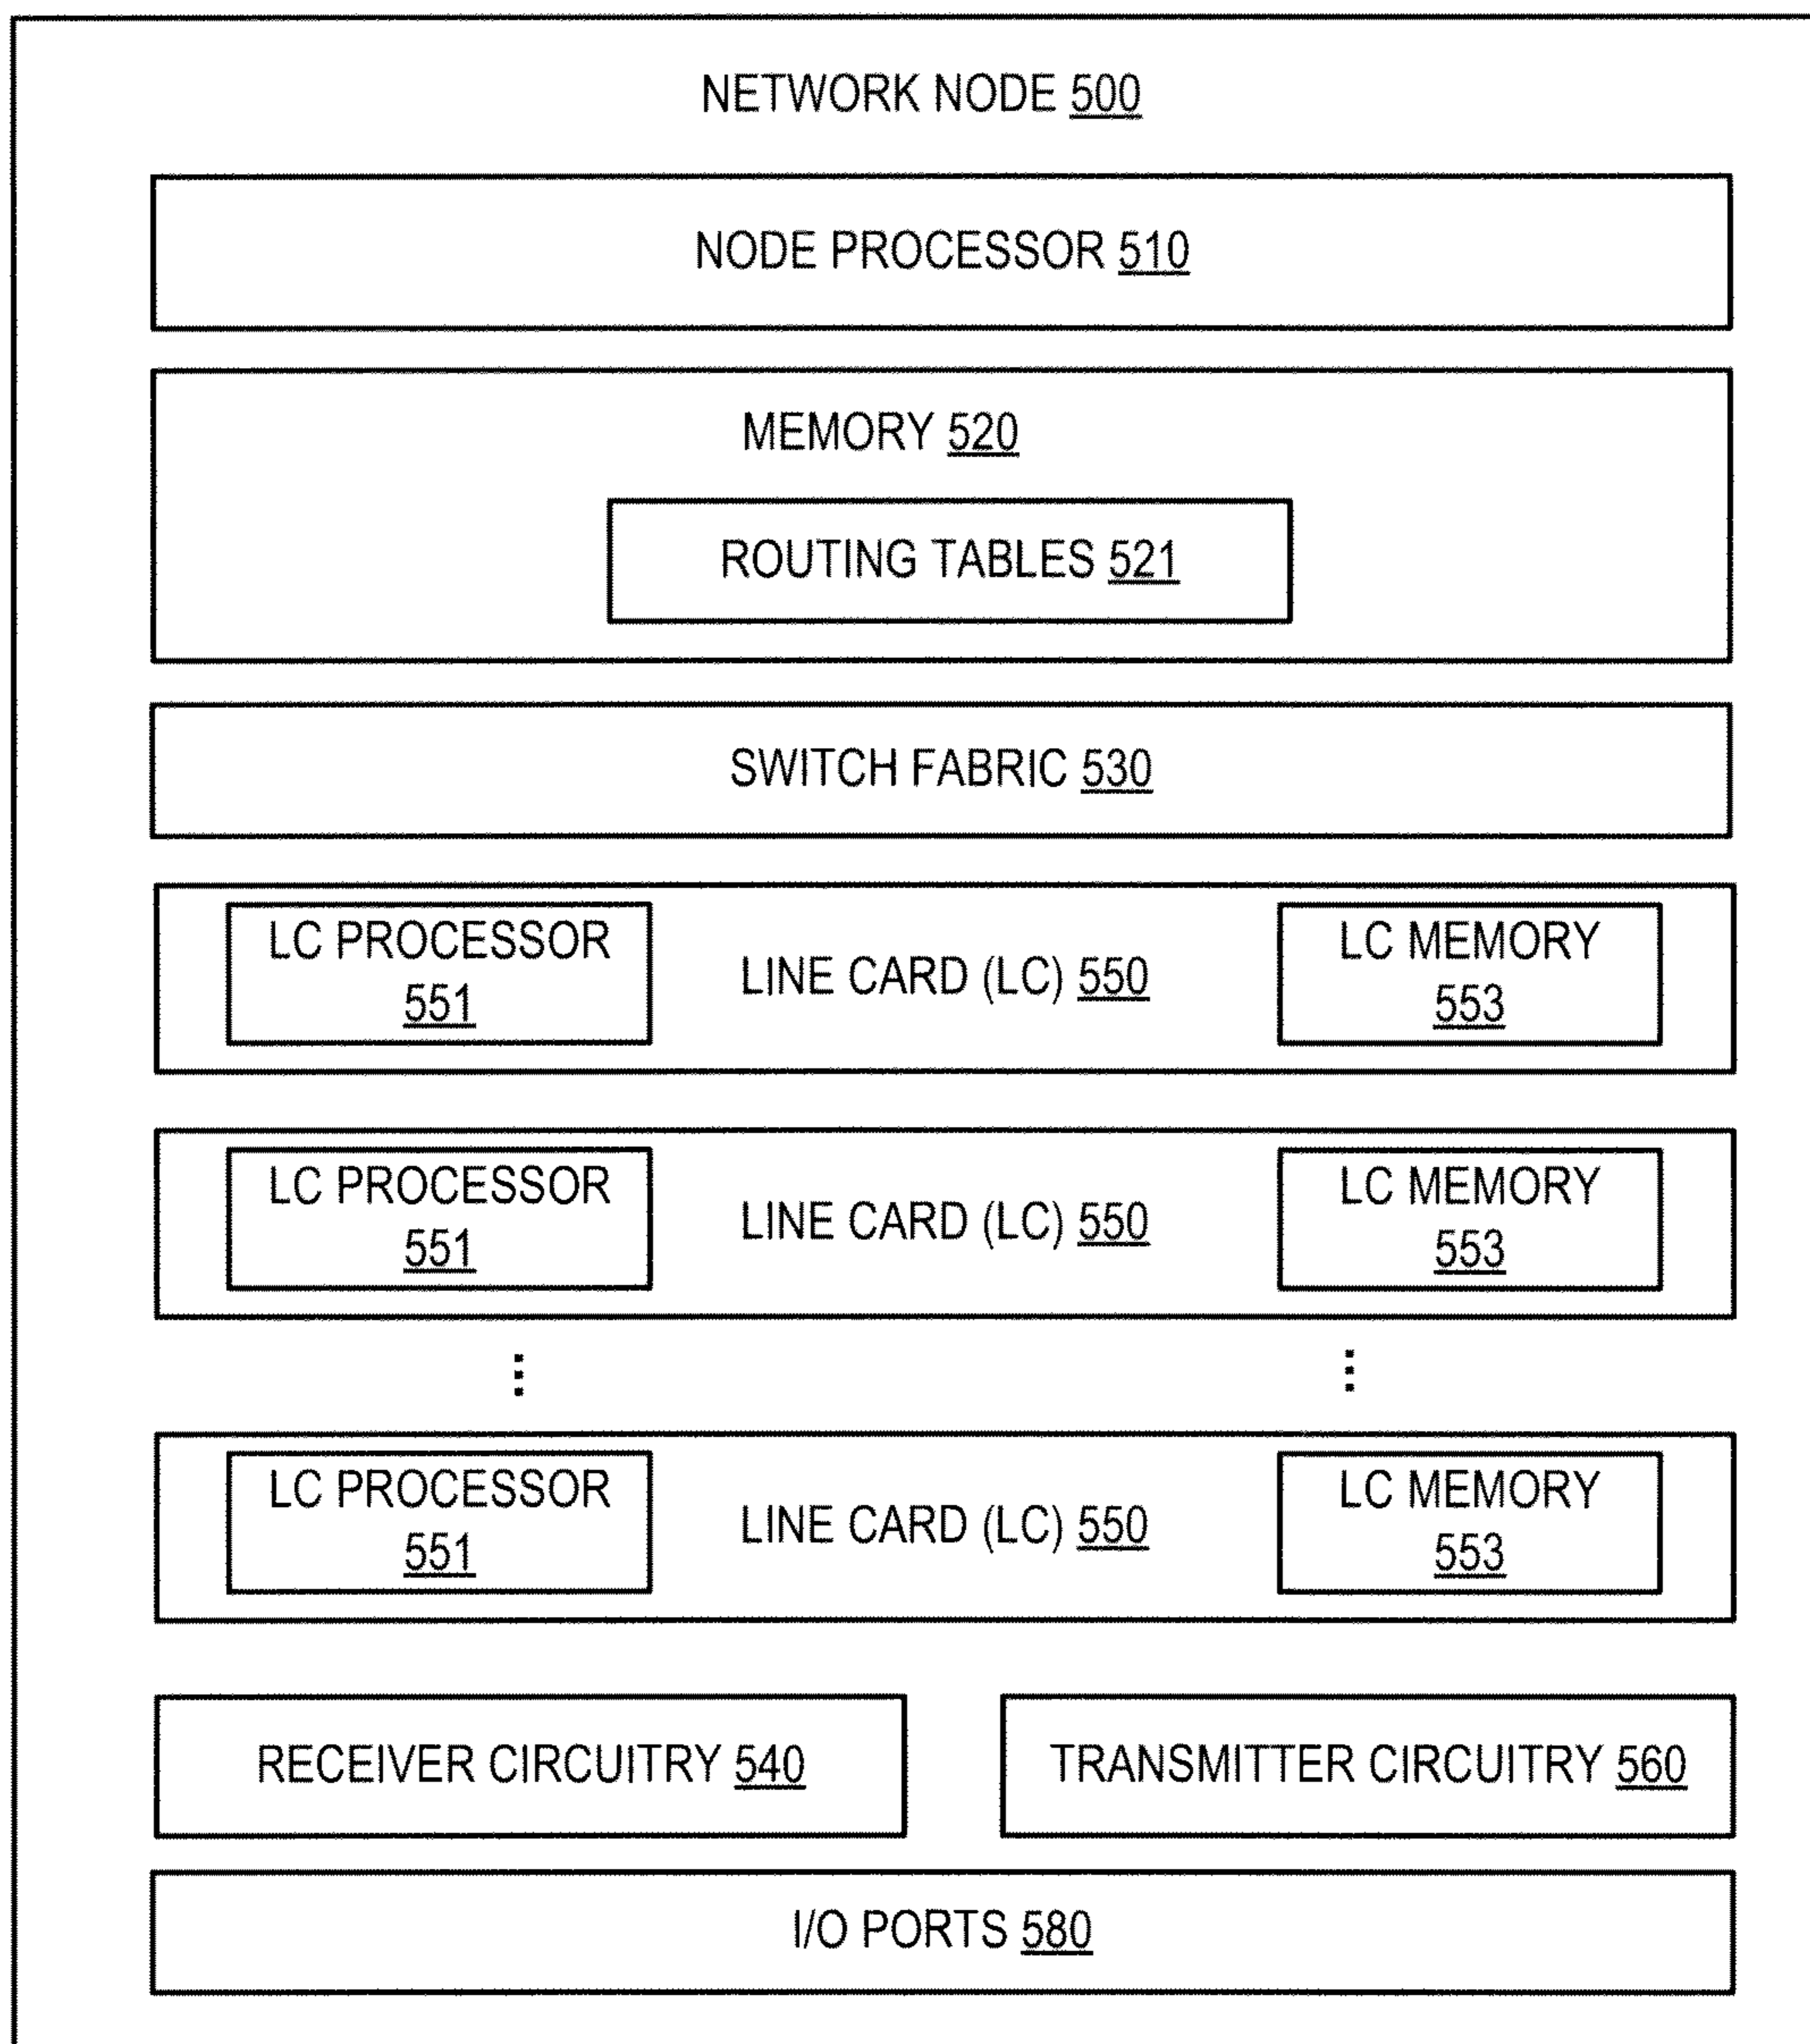 NETWORK NODE 500
NODE PROCESSOR 510
MEMORY 520
ROUTING TABLES 521
SWITCH FABRIC 530
LC PROCESSOR
551
LINE CARD (LC) 550
LC MEMORY
553
LC PROCESSOR
551
LINE CARD (LC) 550
LC MEMORY
553
LC PROCESSOR
551
LINE CARD (LC) 550
LC MEMORY
553
RECEIVER CIRCUITRY 540
TRANSMITTER CIRCUITRY 560
I/O PORTS 580